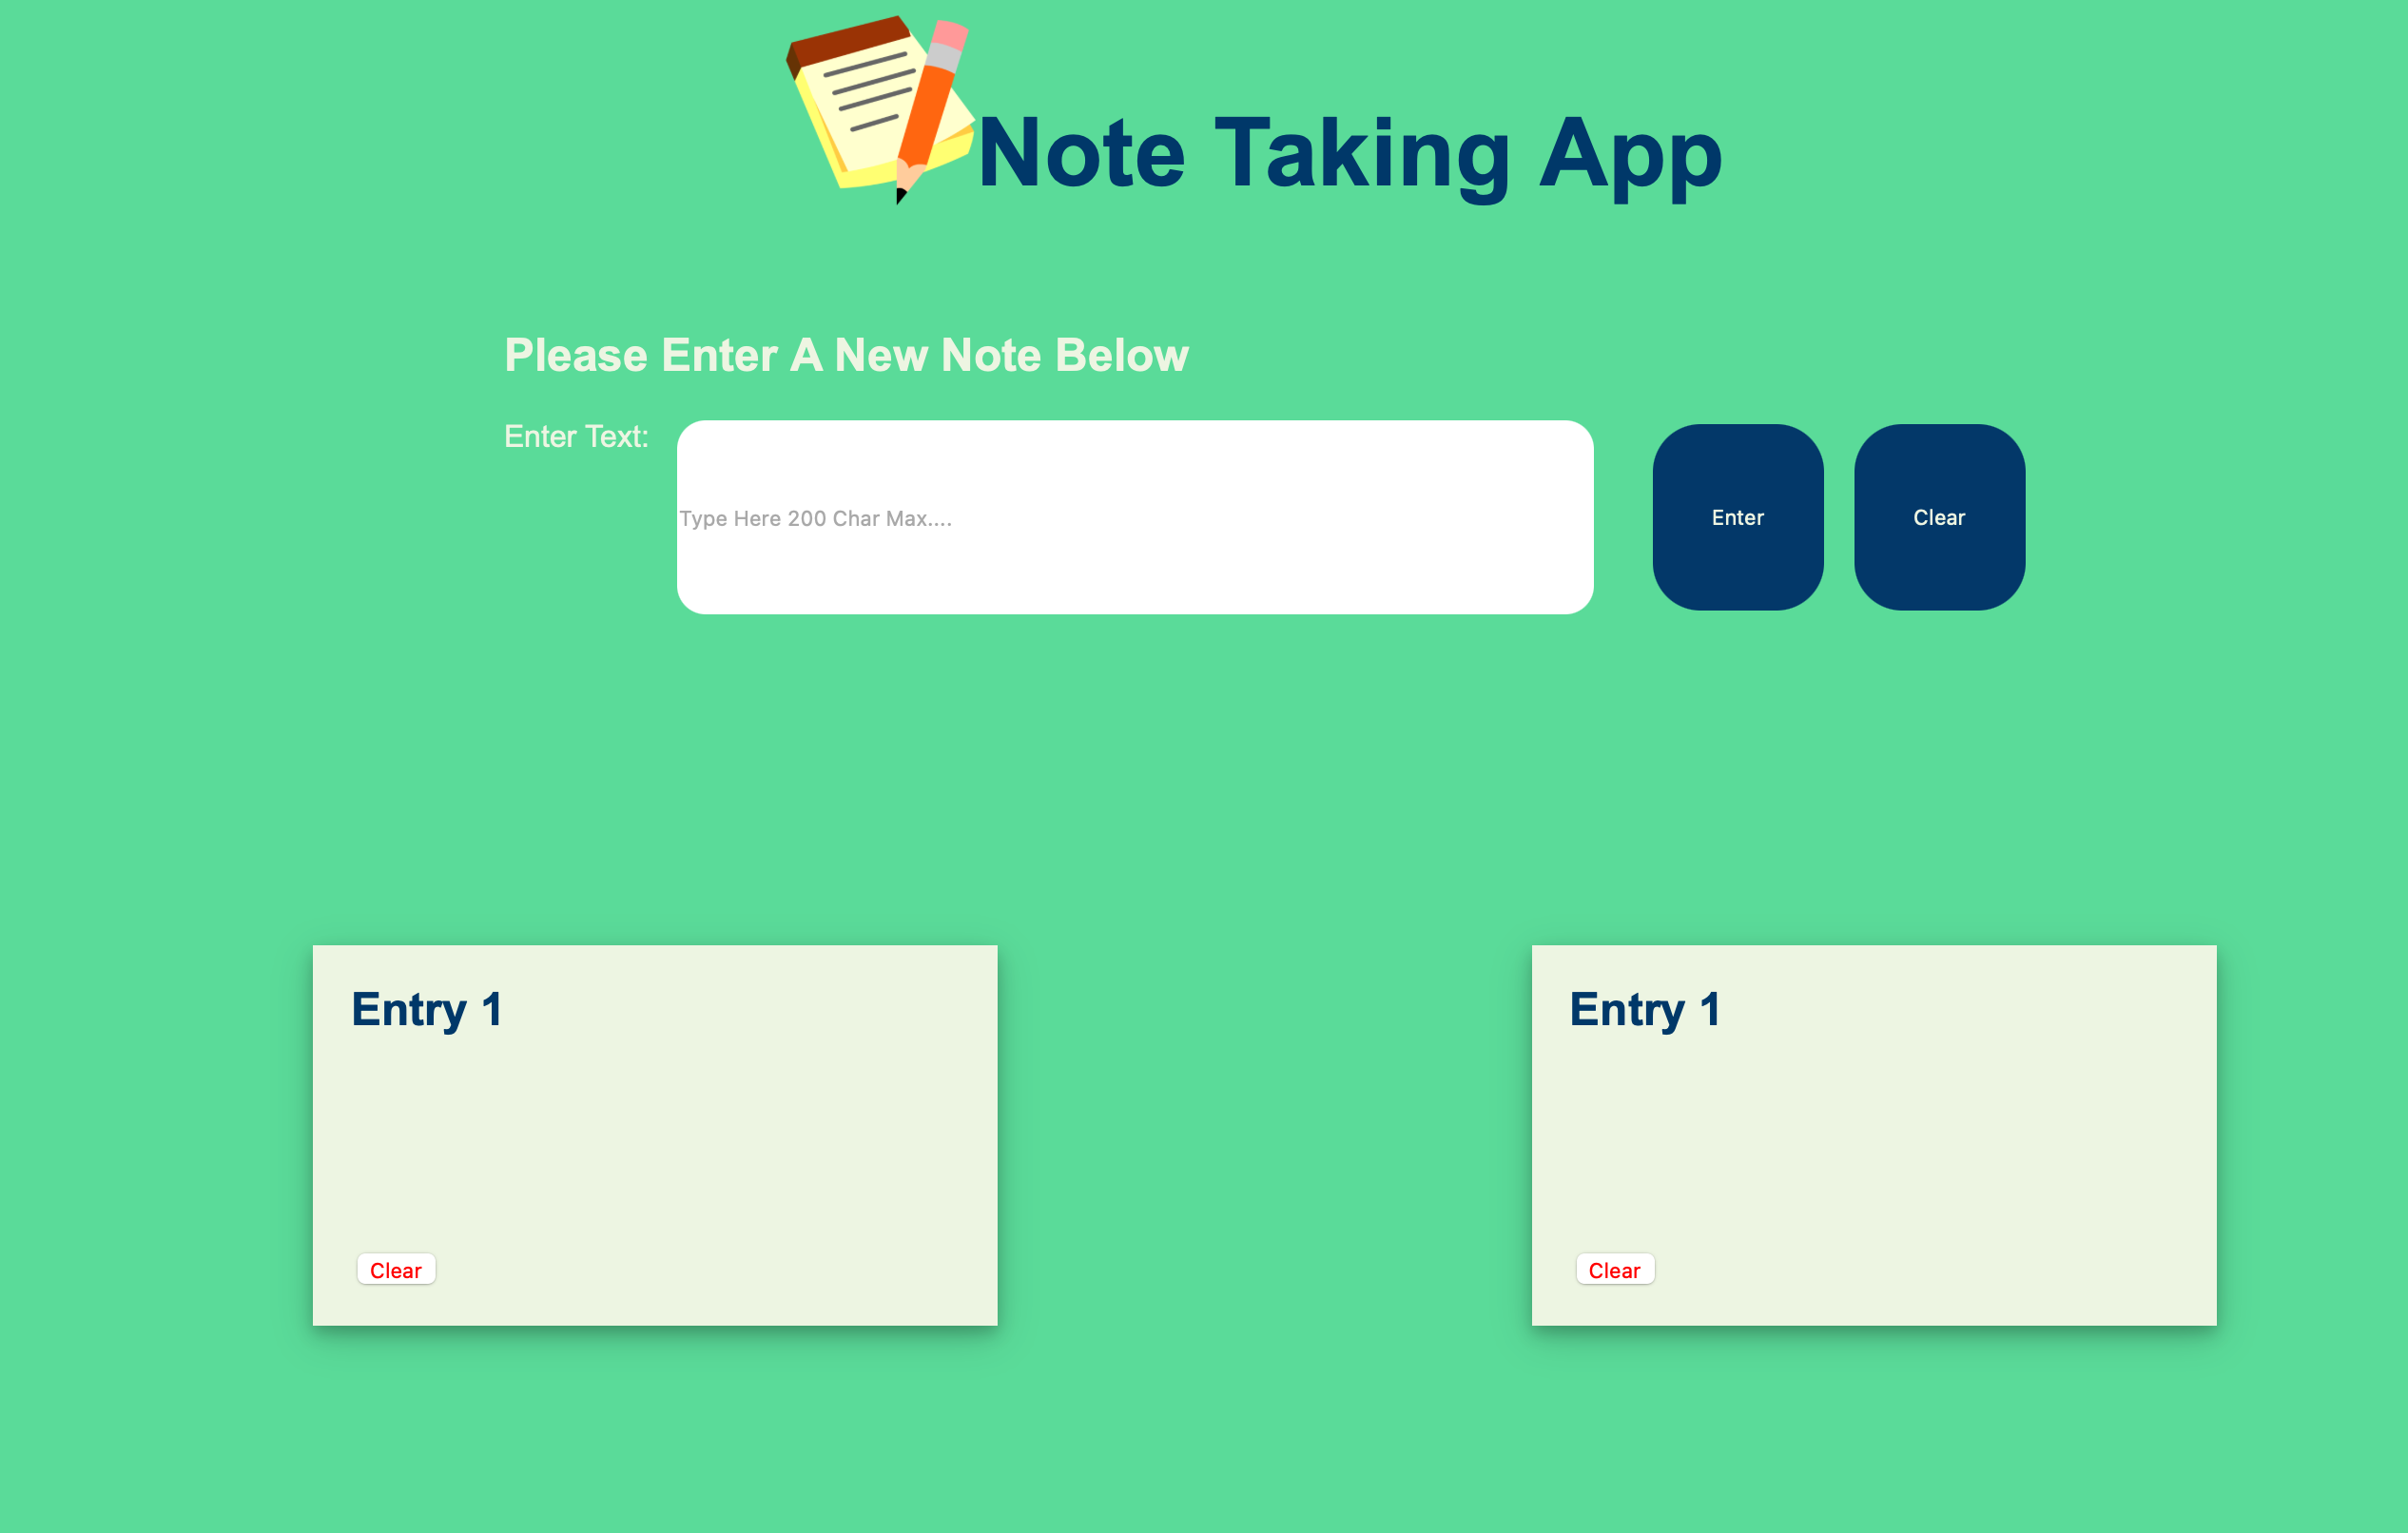 Note Taking App
Please Enter A New Note Below
Enter Text:
Type Here 200 Char Max....
Enter
Clear
Entry 1
Clear
Entry 1
Clear